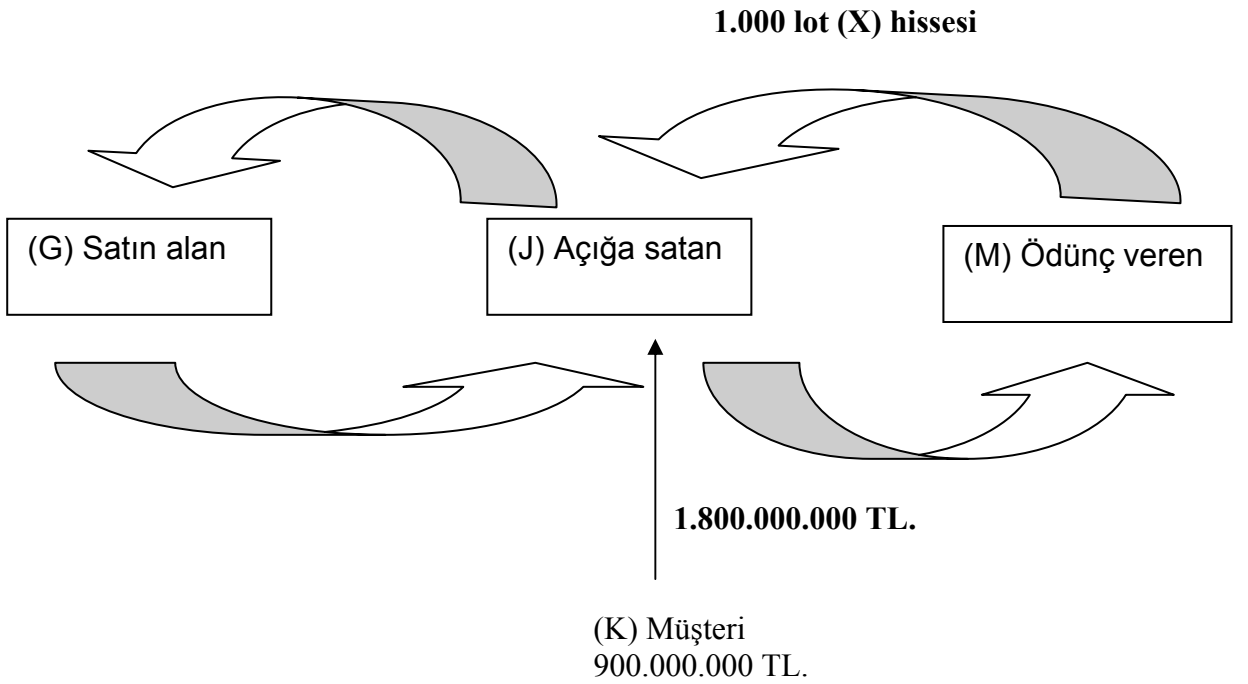 1.000 lot (X) hissesi
(G) Satın alan
(J) Açığa satan
(M) Ödünç veren
1.800.000.000 TL.
(K) Müşteri
900.000.000 TL.